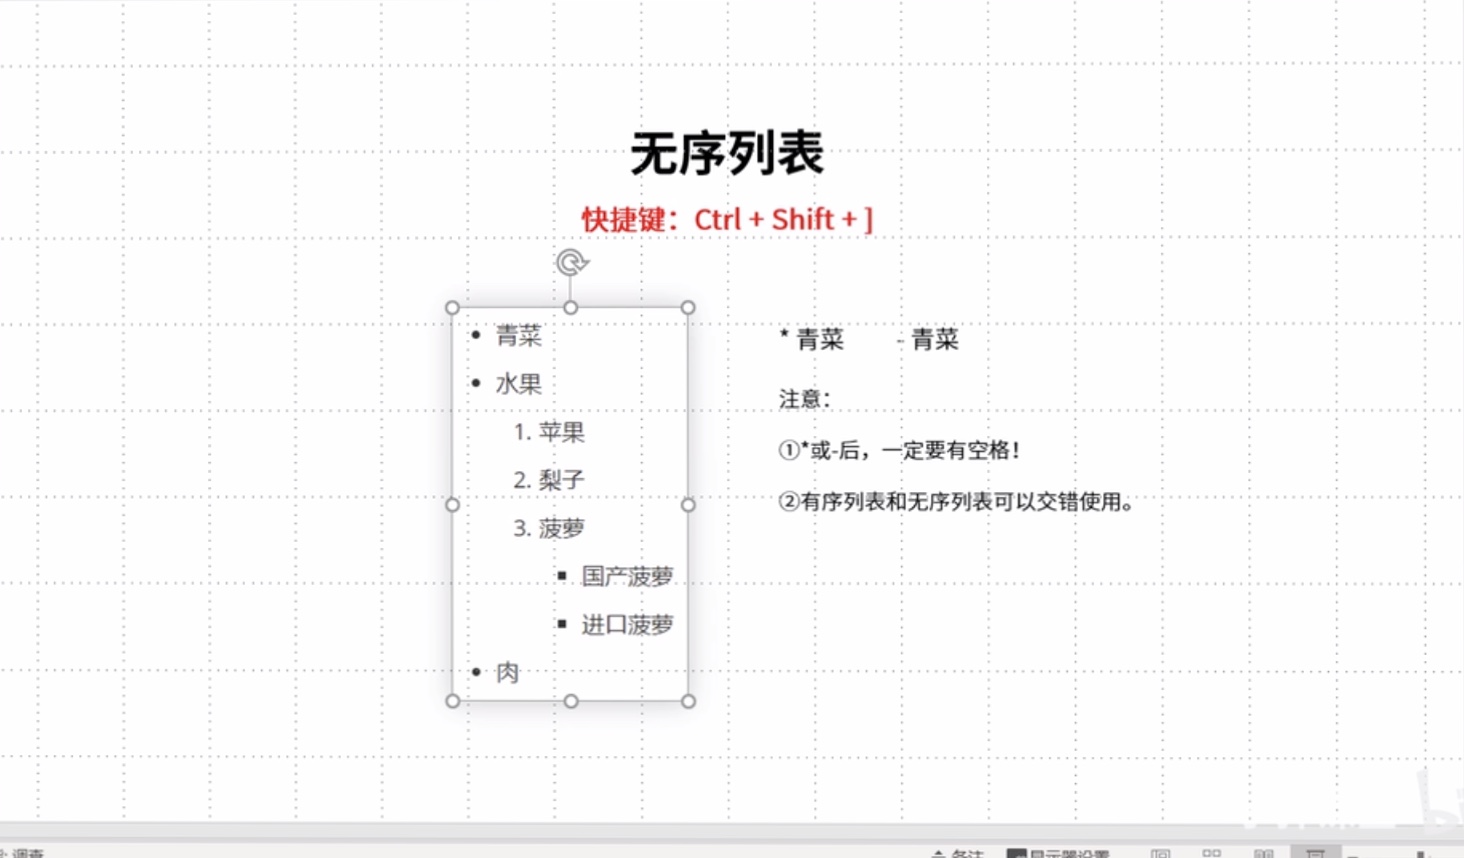 无序列表
快捷键：Ctrl + Shift + ]
• 青菜
• 水果
1. 苹果
2. 梨子
3. 菠萝
▪ 国产菠萝
▪ 进口菠萝
• 肉
* 青菜 - 青菜
注意：
①*或-后，一定要有空格！
②有序列表和无序列表可以交错使用。
备注 显示器设置